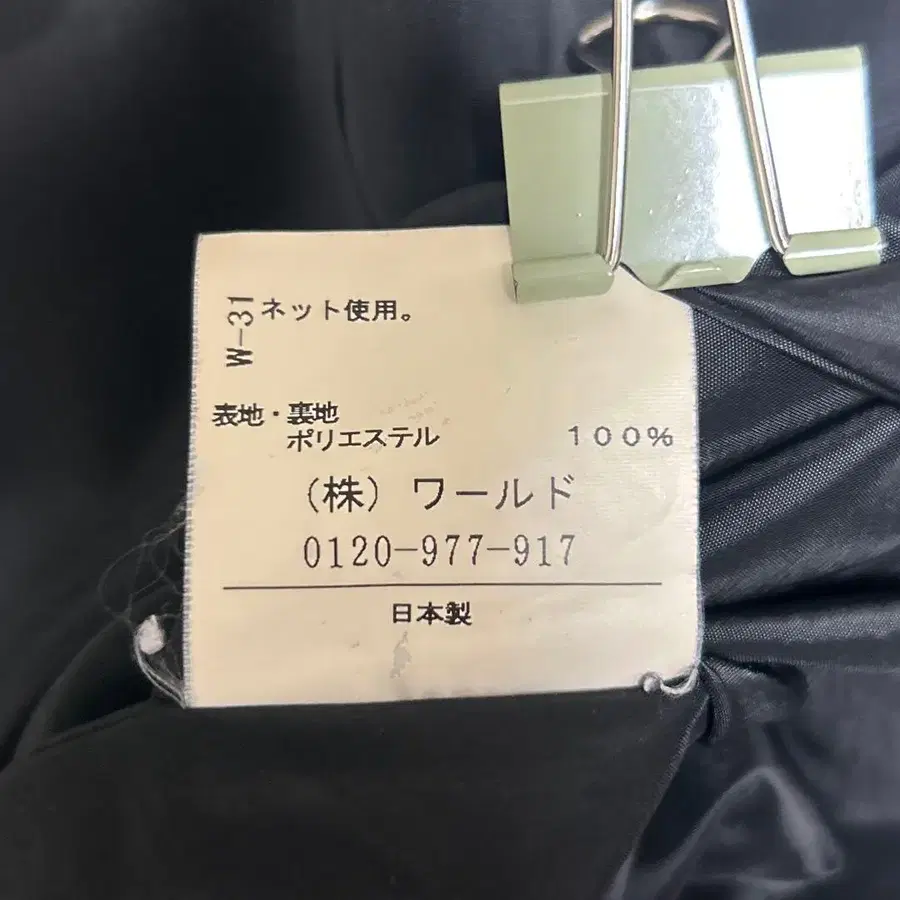 W-31
ネット使用。
表地・裏地
ポリエステル 100%
(株) ワールド
0120-977-917
日本製